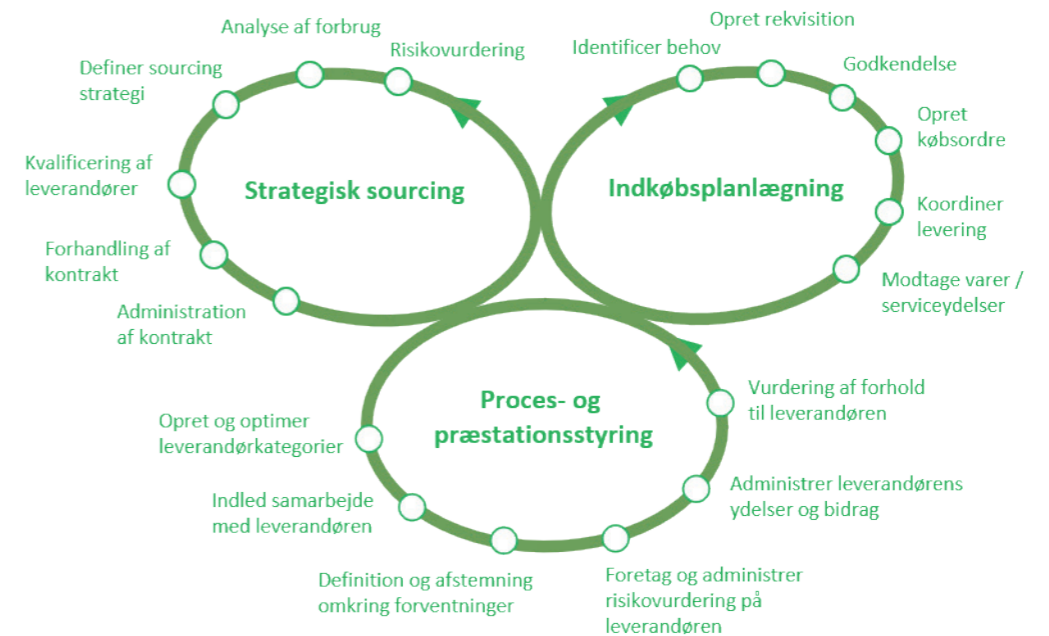 Analyse af forbrug
Risikovurdering
Definer sourcing
strategi
Kvalificering af
leverandører
Strategisk sourcing
Forhandling af
kontrakt
Administration
af kontrakt
Opret rekvisition
Identificer behov
Godkendelse
Opret
købsordre
Indkøbsplanlægning
Koordiner
levering
Modtage varer /
serviceydelser
Proces- og
præstationsstyring
Vurdering af forhold
til leverandøren
Opret og optimer
leverandørkategorier
Administrer leverandørens
ydelser og bidrag
Indled samarbejde
med leverandøren
Definition og afstemning
omkring forventninger
Foretag og administrer
risikovurdering på
leverandøren